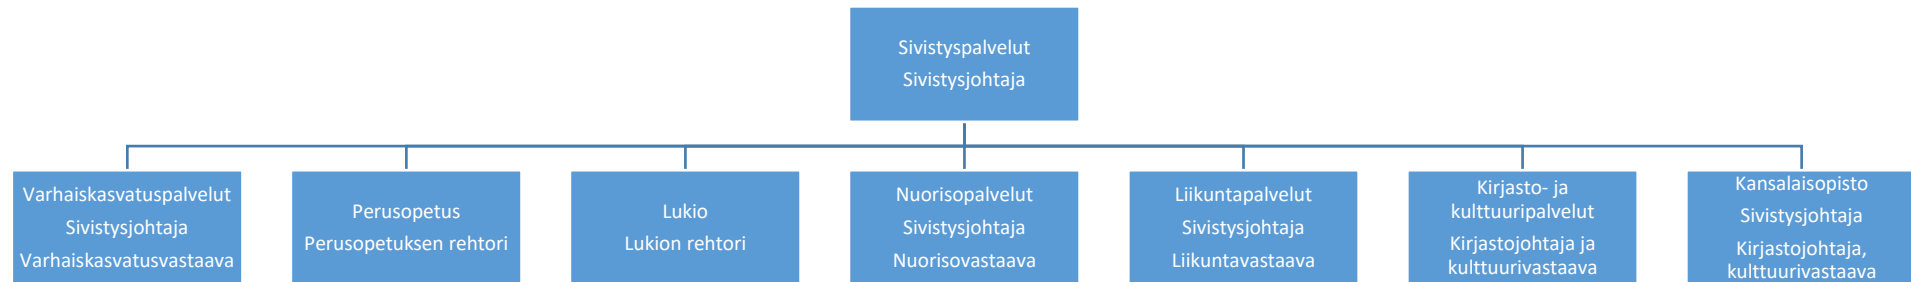 Sivistyspalvelut
Sivistysjohtaja
Varhaiskasvatuspalvelut
Sivistysjohtaja
Varhaiskasvatusvastaava
Perusopetus
Perusopetuksen rehtori
Lukio
Lukion rehtori
Nuorisopalvelut
Sivistysjohtaja
Nuorisovastaava
Liikuntapalvelut
Sivistysjohtaja
Liikuntavastaava
Kirjasto- ja
kulttuuripalvelut
Kirjastojohtaja ja
kulttuurivastaava
Kansalaisopisto
Sivistysjohtaja
Kirjastojohtaja,
kulttuurivastaava